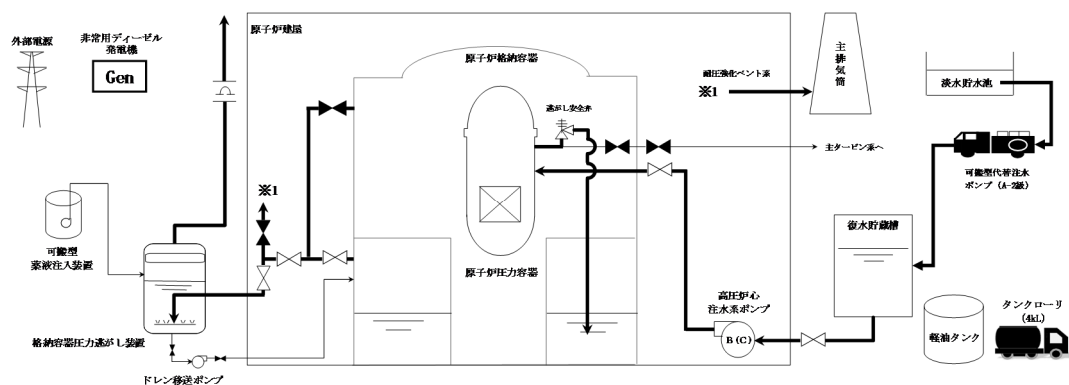 外部電源
非常用ディーゼル
発電機
Gen
原子炉建屋
原子炉格納容器
逃がし安全弁
耐圧強化ベント系
※1
主
排
気
筒
淡水貯水池
可搬型代替注水
ポンプ（A-2級）
主タービン系へ
※1
可搬型
薬液注入装置
原子炉圧力容器
復水貯蔵槽
高圧炉心
注水系ポンプ
B(C)
軽油タンク
タンクローリ
(4kL)
格納容器圧力逃がし装置
ドレン移送ポンプ